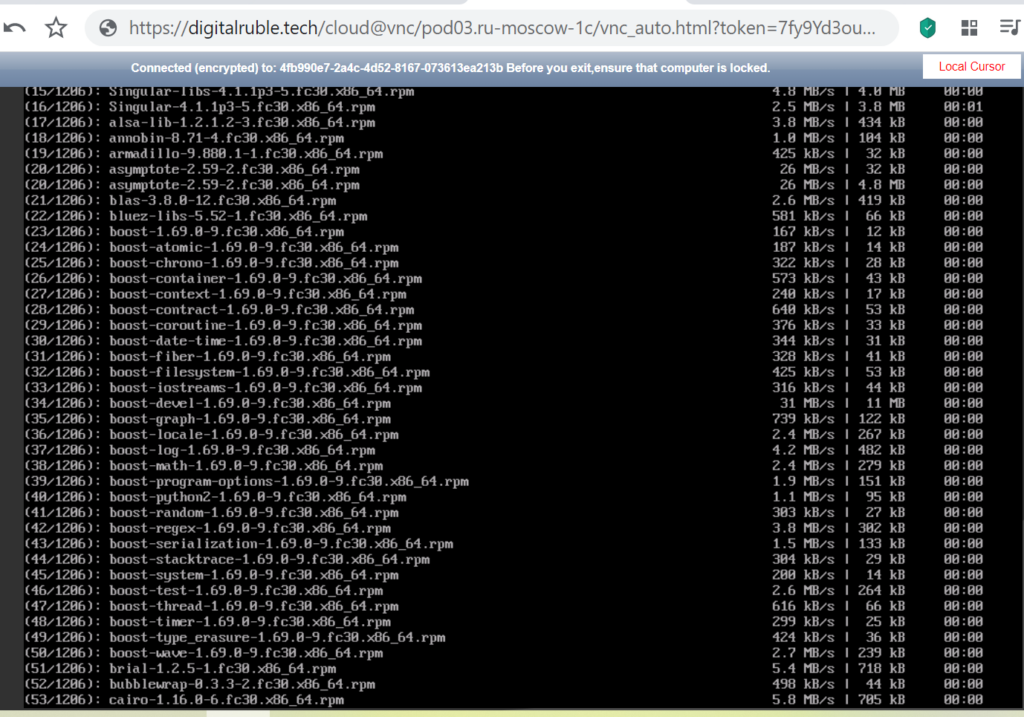 https://digitalruble.tech/cloud@vnc/pod03.ru-moscow-1c/vnc_auto.html?token=7fy9Yd3ou...
Connected (encrypted) to: 4fb990e7-2a4c-4d52-8167-073613ea213b Before you exit,ensure that computer is locked.
Local Cursor
(15/1206): Singular-libs-4.1.1p3-5.fc30.x86_64.rpm 4.8 MB/s | 4.0 MB 00:00
(16/1206): Singular-4.1.1p3-5.fc30.x86_64.rpm 2.5 MB/s | 3.8 MB 00:01
(17/1206): alsa-lib-1.2.1.2-3.fc30.x86_64.rpm 3.8 MB/s | 434 kB 00:00
(18/1206): annobin-8.71-4.fc30.x86_64.rpm 1.0 MB/s | 104 kB 00:00
(19/1206): armadillo-9.880.1-1.fc30.x86_64.rpm 425 kB/s | 32 kB 00:00
(20/1206): asymptote-2.59-2.fc30.x86_64.rpm 26 MB/s | 32 kB 00:00
(20/1206): asymptote-2.59-2.fc30.x86_64.rpm 26 MB/s | 4.8 MB 00:00
(21/1206): blas-3.8.0-12.fc30.x86_64.rpm 2.6 MB/s | 419 kB 00:00
(22/1206): bluez-libs-5.52-1.fc30.x86_64.rpm 581 kB/s | 66 kB 00:00
(23/1206): boost-1.69.0-9.fc30.x86_64.rpm 167 kB/s | 12 kB 00:00
(24/1206): boost-atomic-1.69.0-9.fc30.x86_64.rpm 187 kB/s | 14 kB 00:00
(25/1206): boost-chrono-1.69.0-9.fc30.x86_64.rpm 322 kB/s | 28 kB 00:00
(26/1206): boost-container-1.69.0-9.fc30.x86_64.rpm 573 kB/s | 43 kB 00:00
(27/1206): boost-context-1.69.0-9.fc30.x86_64.rpm 240 kB/s | 17 kB 00:00
(28/1206): boost-contract-1.69.0-9.fc30.x86_64.rpm 640 kB/s | 53 kB 00:00
(29/1206): boost-coroutine-1.69.0-9.fc30.x86_64.rpm 376 kB/s | 33 kB 00:00
(30/1206): boost-date-time-1.69.0-9.fc30.x86_64.rpm 344 kB/s | 31 kB 00:00
(31/1206): boost-fiber-1.69.0-9.fc30.x86_64.rpm 328 kB/s | 41 kB 00:00
(32/1206): boost-filesystem-1.69.0-9.fc30.x86_64.rpm 425 kB/s | 53 kB 00:00
(33/1206): boost-iostreams-1.69.0-9.fc30.x86_64.rpm 316 kB/s | 44 kB 00:00
(34/1206): boost-devel-1.69.0-9.fc30.x86_64.rpm 31 MB/s | 11 MB 00:00
(35/1206): boost-graph-1.69.0-9.fc30.x86_64.rpm 739 kB/s | 122 kB 00:00
(36/1206): boost-locale-1.69.0-9.fc30.x86_64.rpm 2.4 MB/s | 267 kB 00:00
(37/1206): boost-log-1.69.0-9.fc30.x86_64.rpm 4.2 MB/s | 482 kB 00:00
(38/1206): boost-math-1.69.0-9.fc30.x86_64.rpm 2.4 MB/s | 279 kB 00:00
(39/1206): boost-program-options-1.69.0-9.fc30.x86_64.rpm 1.9 MB/s | 151 kB 00:00
(40/1206): boost-python2-1.69.0-9.fc30.x86_64.rpm 1.1 MB/s | 95 kB 00:00
(41/1206): boost-random-1.69.0-9.fc30.x86_64.rpm 303 kB/s | 27 kB 00:00
(42/1206): boost-regex-1.69.0-9.fc30.x86_64.rpm 3.8 MB/s | 302 kB 00:00
(43/1206): boost-serialization-1.69.0-9.fc30.x86_64.rpm 1.5 MB/s | 133 kB 00:00
(44/1206): boost-stacktrace-1.69.0-9.fc30.x86_64.rpm 304 kB/s | 29 kB 00:00
(45/1206): boost-system-1.69.0-9.fc30.x86_64.rpm 200 kB/s | 14 kB 00:00
(46/1206): boost-test-1.69.0-9.fc30.x86_64.rpm 2.6 MB/s | 264 kB 00:00
(47/1206): boost-thread-1.69.0-9.fc30.x86_64.rpm 616 kB/s | 66 kB 00:00
(48/1206): boost-timer-1.69.0-9.fc30.x86_64.rpm 299 kB/s | 25 kB 00:00
(49/1206): boost-type_erasure-1.69.0-9.fc30.x86_64.rpm 424 kB/s | 36 kB 00:00
(50/1206): boost-wave-1.69.0-9.fc30.x86_64.rpm 2.7 MB/s | 239 kB 00:00
(51/1206): brial-1.2.5-1.fc30.x86_64.rpm 5.4 MB/s | 718 kB 00:00
(52/1206): bubblewrap-0.3.3-2.fc30.x86_64.rpm 498 kB/s | 44 kB 00:00
(53/1206): cairo-1.16.0-6.fc30.x86_64.rpm 5.8 MB/s | 705 kB 00:00